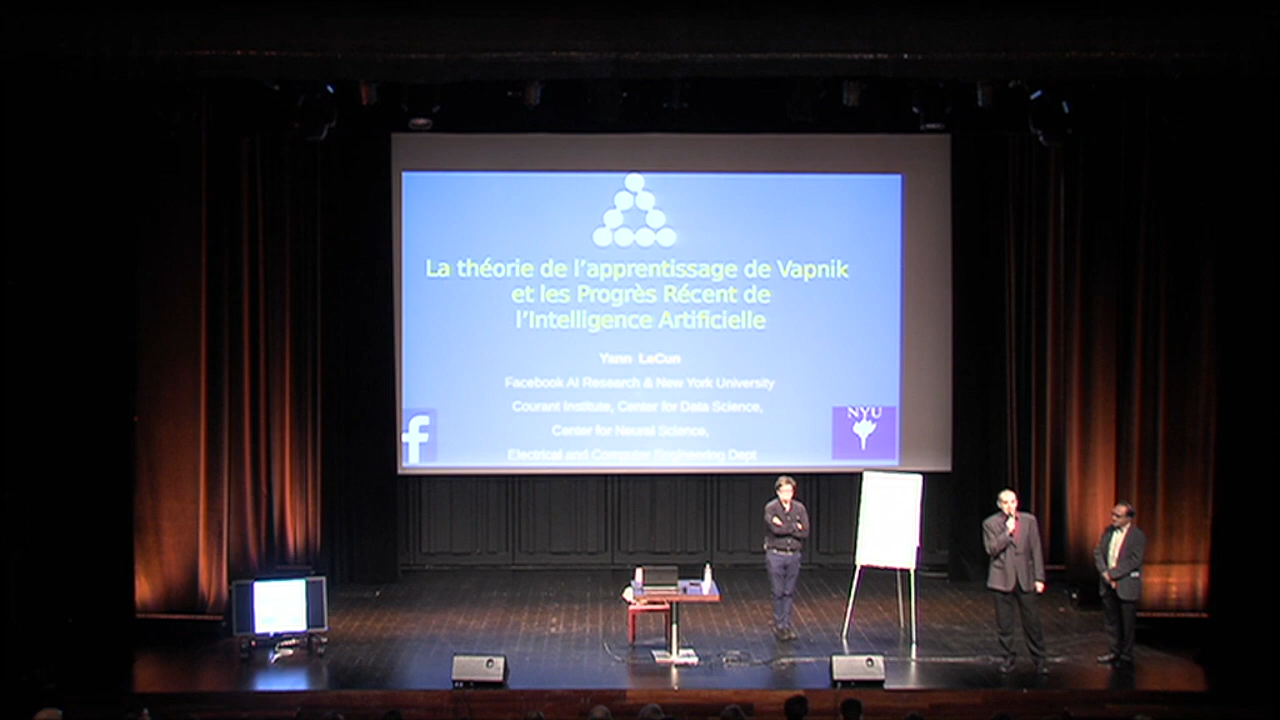 La théorie de l'apprentissage de Vapnik
et les Progrès Récent de
l'Intelligence Artificielle
Yann LeCun
Facebook AI Research & New York University
Courant Institute, Center for Data Science,
Center for Neural Science,
Electrical and Computer Engineering Dept
f
NYU